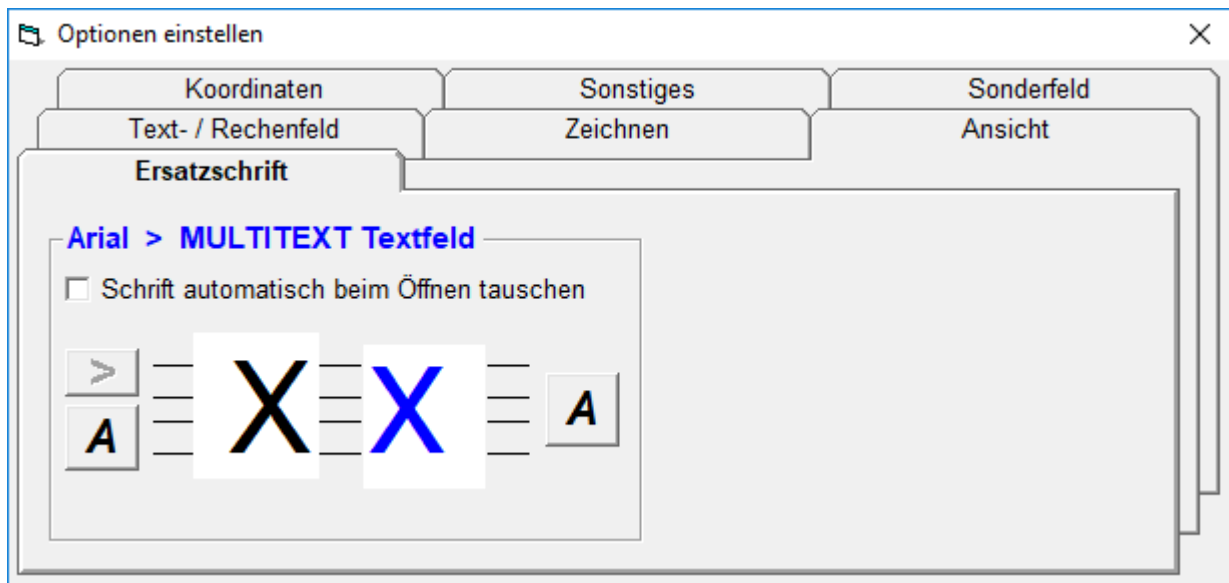 Optionen einstellen
Koordinaten Sonstiges Sonderfeld
Text- / Rechenfeld Zeichnen Ansicht
Ersatzschrift
Arial > MULTITEXT Textfeld
Schrift automatisch beim Öffnen tauschen
>
X X
A A